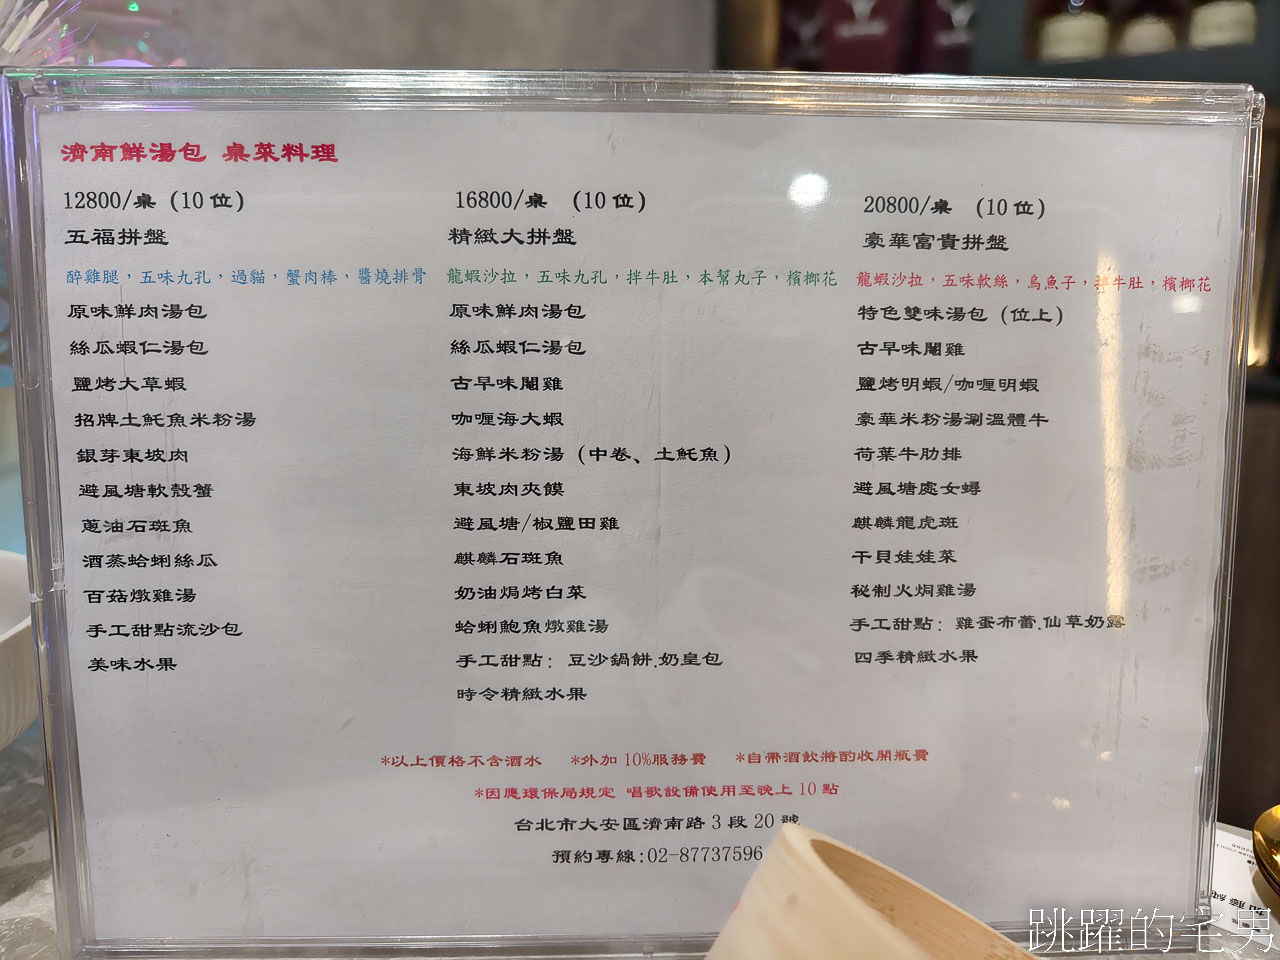 濟南鮮湯包 桌菜料理
12800/桌 (10 位)
五福拼盤
醉雞腿，五味九孔，過貓，蟹肉棒，醬燒排骨
原味鮮肉湯包
絲瓜蝦仁湯包
鹽烤大草蝦
招牌土魠魚米粉湯
銀芽東坡肉
避風塘軟殼蟹
蔥油石斑魚
酒蒸蛤蜊絲瓜
百菇燉雞湯
手工甜點流沙包
美味水果
16800/桌 (10 位)
精緻大拼盤
龍蝦沙拉，五味九孔，拌牛肚，本幫丸子，檳榔花
原味鮮肉湯包
絲瓜蝦仁湯包
古早味閹雞
咖喱海大蝦
海鮮米粉湯 (中卷、土魠魚)
東坡肉夾饃
避風塘/椒鹽田雞
麒麟石斑魚
奶油焗烤白菜
蛤蜊鮑魚燉雞湯
手工甜點：豆沙鍋餅.奶皇包
時令精緻水果
20800/桌 (10 位)
豪華富貴拼盤
龍蝦沙拉，五味軟絲，烏魚子，拌牛肚，檳榔花
特色雙味湯包 (位上)
古早味閹雞
鹽烤明蝦/咖喱明蝦
豪華米粉湯涮溫體牛
荷葉牛肋排
避風塘處女蟳
麒麟龍虎斑
干貝娃娃菜
秘制火焗雞湯
手工甜點：雞蛋布蕾.仙草奶露
四季精緻水果
*以上價格不含酒水 *外加 10%服務費 *自帶酒飲將酌收開瓶費
*因應環保局規定 唱歌設備使用至晚上 10 點
台北市大安區濟南路 3 段 20 號
預約專線:02-87737596
跳躍的宅男